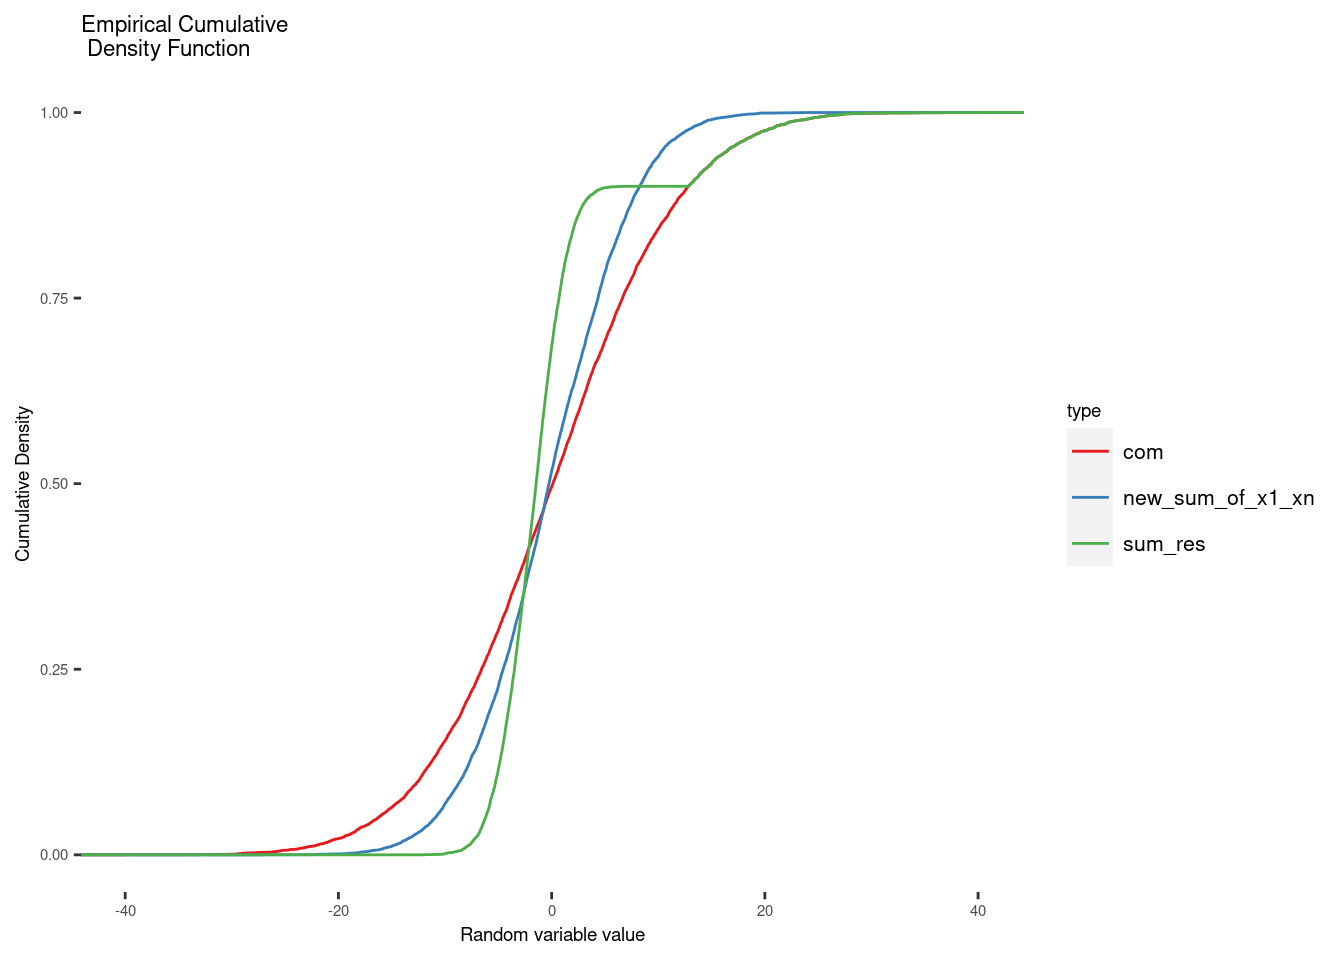 Empirical Cumulative
Density Function
1.00
0.75
0.50
0.25
0.00
Cumulative Density
-40
-20
0
20
40
Random variable value
type
com
new_sum_of_x1_xn
sum_res